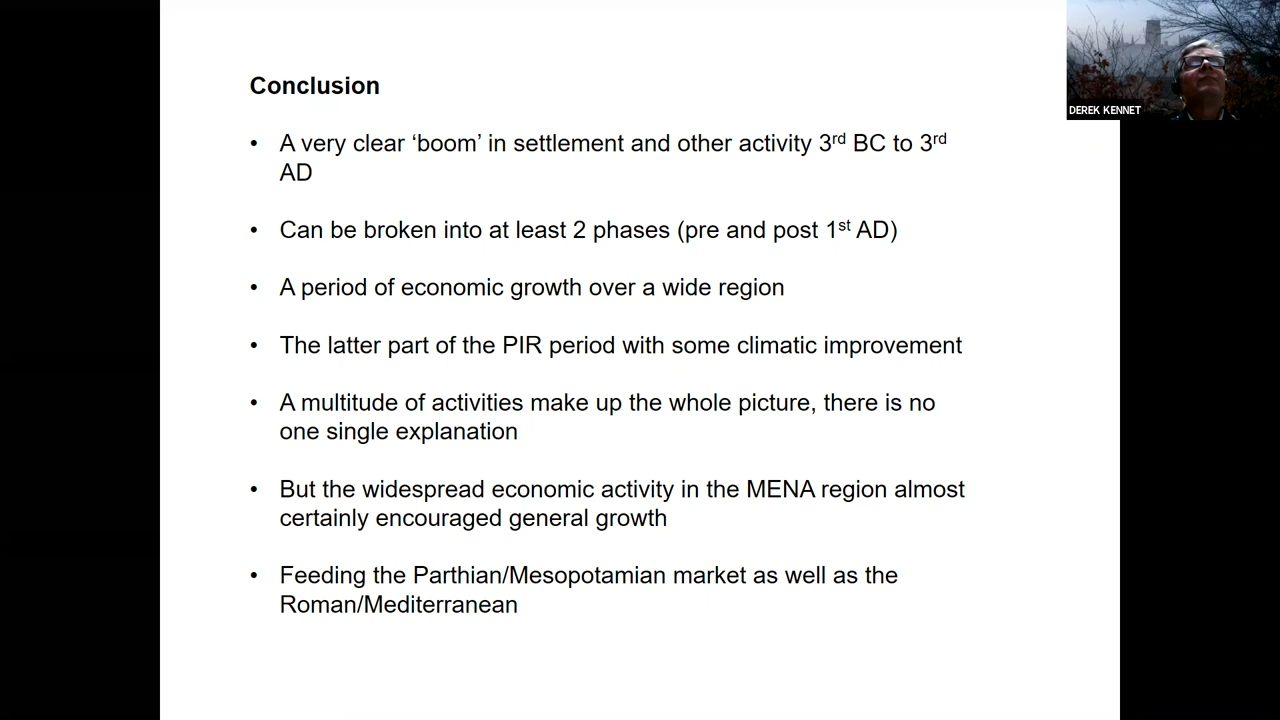 Conclusion
• A very clear ‘boom’ in settlement and other activity 3rd BC to 3rd
AD
• Can be broken into at least 2 phases (pre and post 1st AD)
• A period of economic growth over a wide region
• The latter part of the PIR period with some climatic improvement
• A multitude of activities make up the whole picture, there is no
one single explanation
• But the widespread economic activity in the MENA region almost
certainly encouraged general growth
• Feeding the Parthian/Mesopotamian market as well as the
Roman/Mediterranean
DEREK KENNET